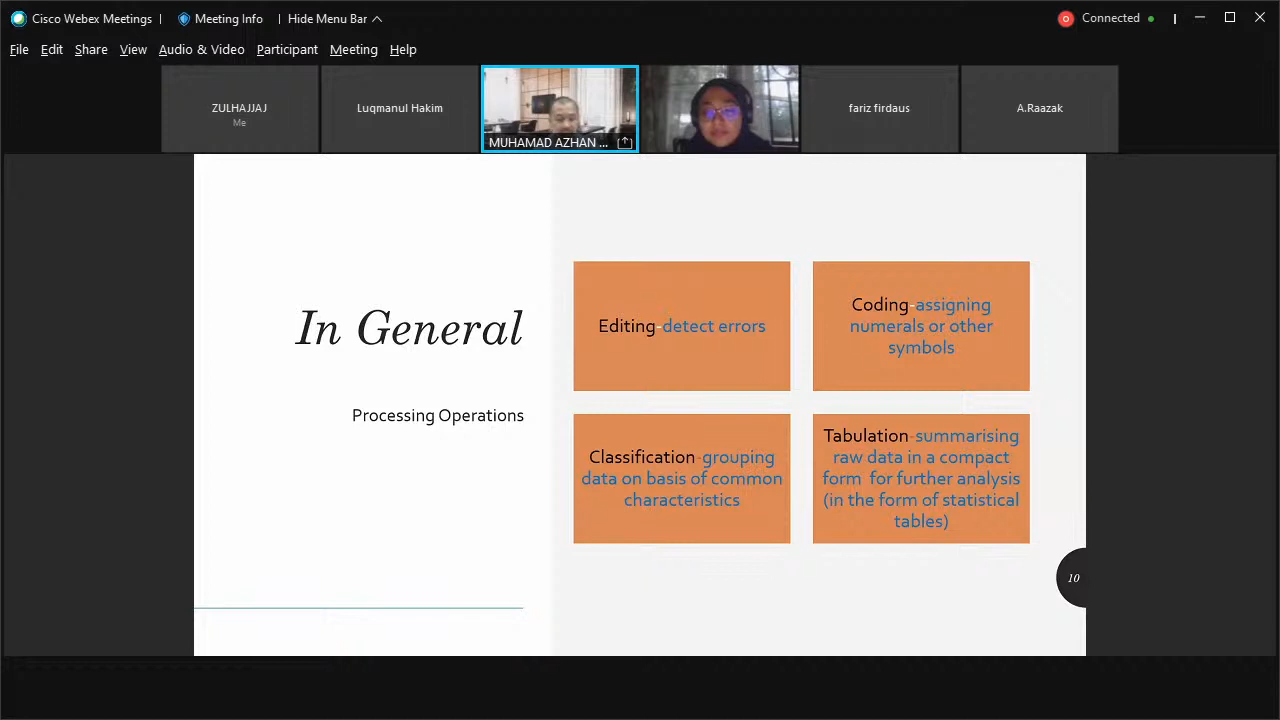 Cisco Webex Meetings | Meeting Info | Hide Menu Bar Connected
File Edit Share View Audio & Video Participant Meeting Help
ZULHAJJAJ
Me
Luqmanul Hakim
MUHAMAD AZHAN ...
fariz firdaus
A.Raazak
In General
Processing Operations
Editing-detect errors
Coding-assigning
numerals or other
symbols
Classification-grouping
data on basis of common
characteristics
Tabulation-summarising
raw data in a compact
form for further analysis
(in the form of statistical
tables)
10